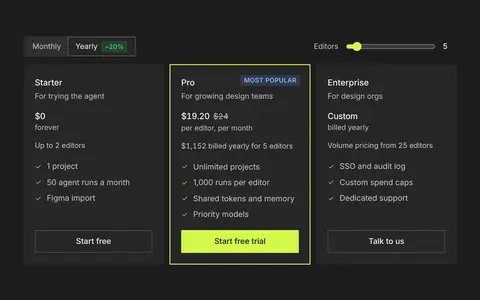 Monthly
Yearly -20%
Editors 5
Starter
For trying the agent
$0
forever
Up to 2 editors
1 project
50 agent runs a month
Figma import
Start free
MOST POPULAR
Pro
For growing design teams
$19.20 $24
per editor, per month
$1,152 billed yearly for 5 editors
Unlimited projects
1,000 runs per editor
Shared tokens and memory
Priority models
Start free trial
Enterprise
For design orgs
Custom
billed yearly
Volume pricing from 25 editors
SSO and audit log
Custom spend caps
Dedicated support
Talk to us